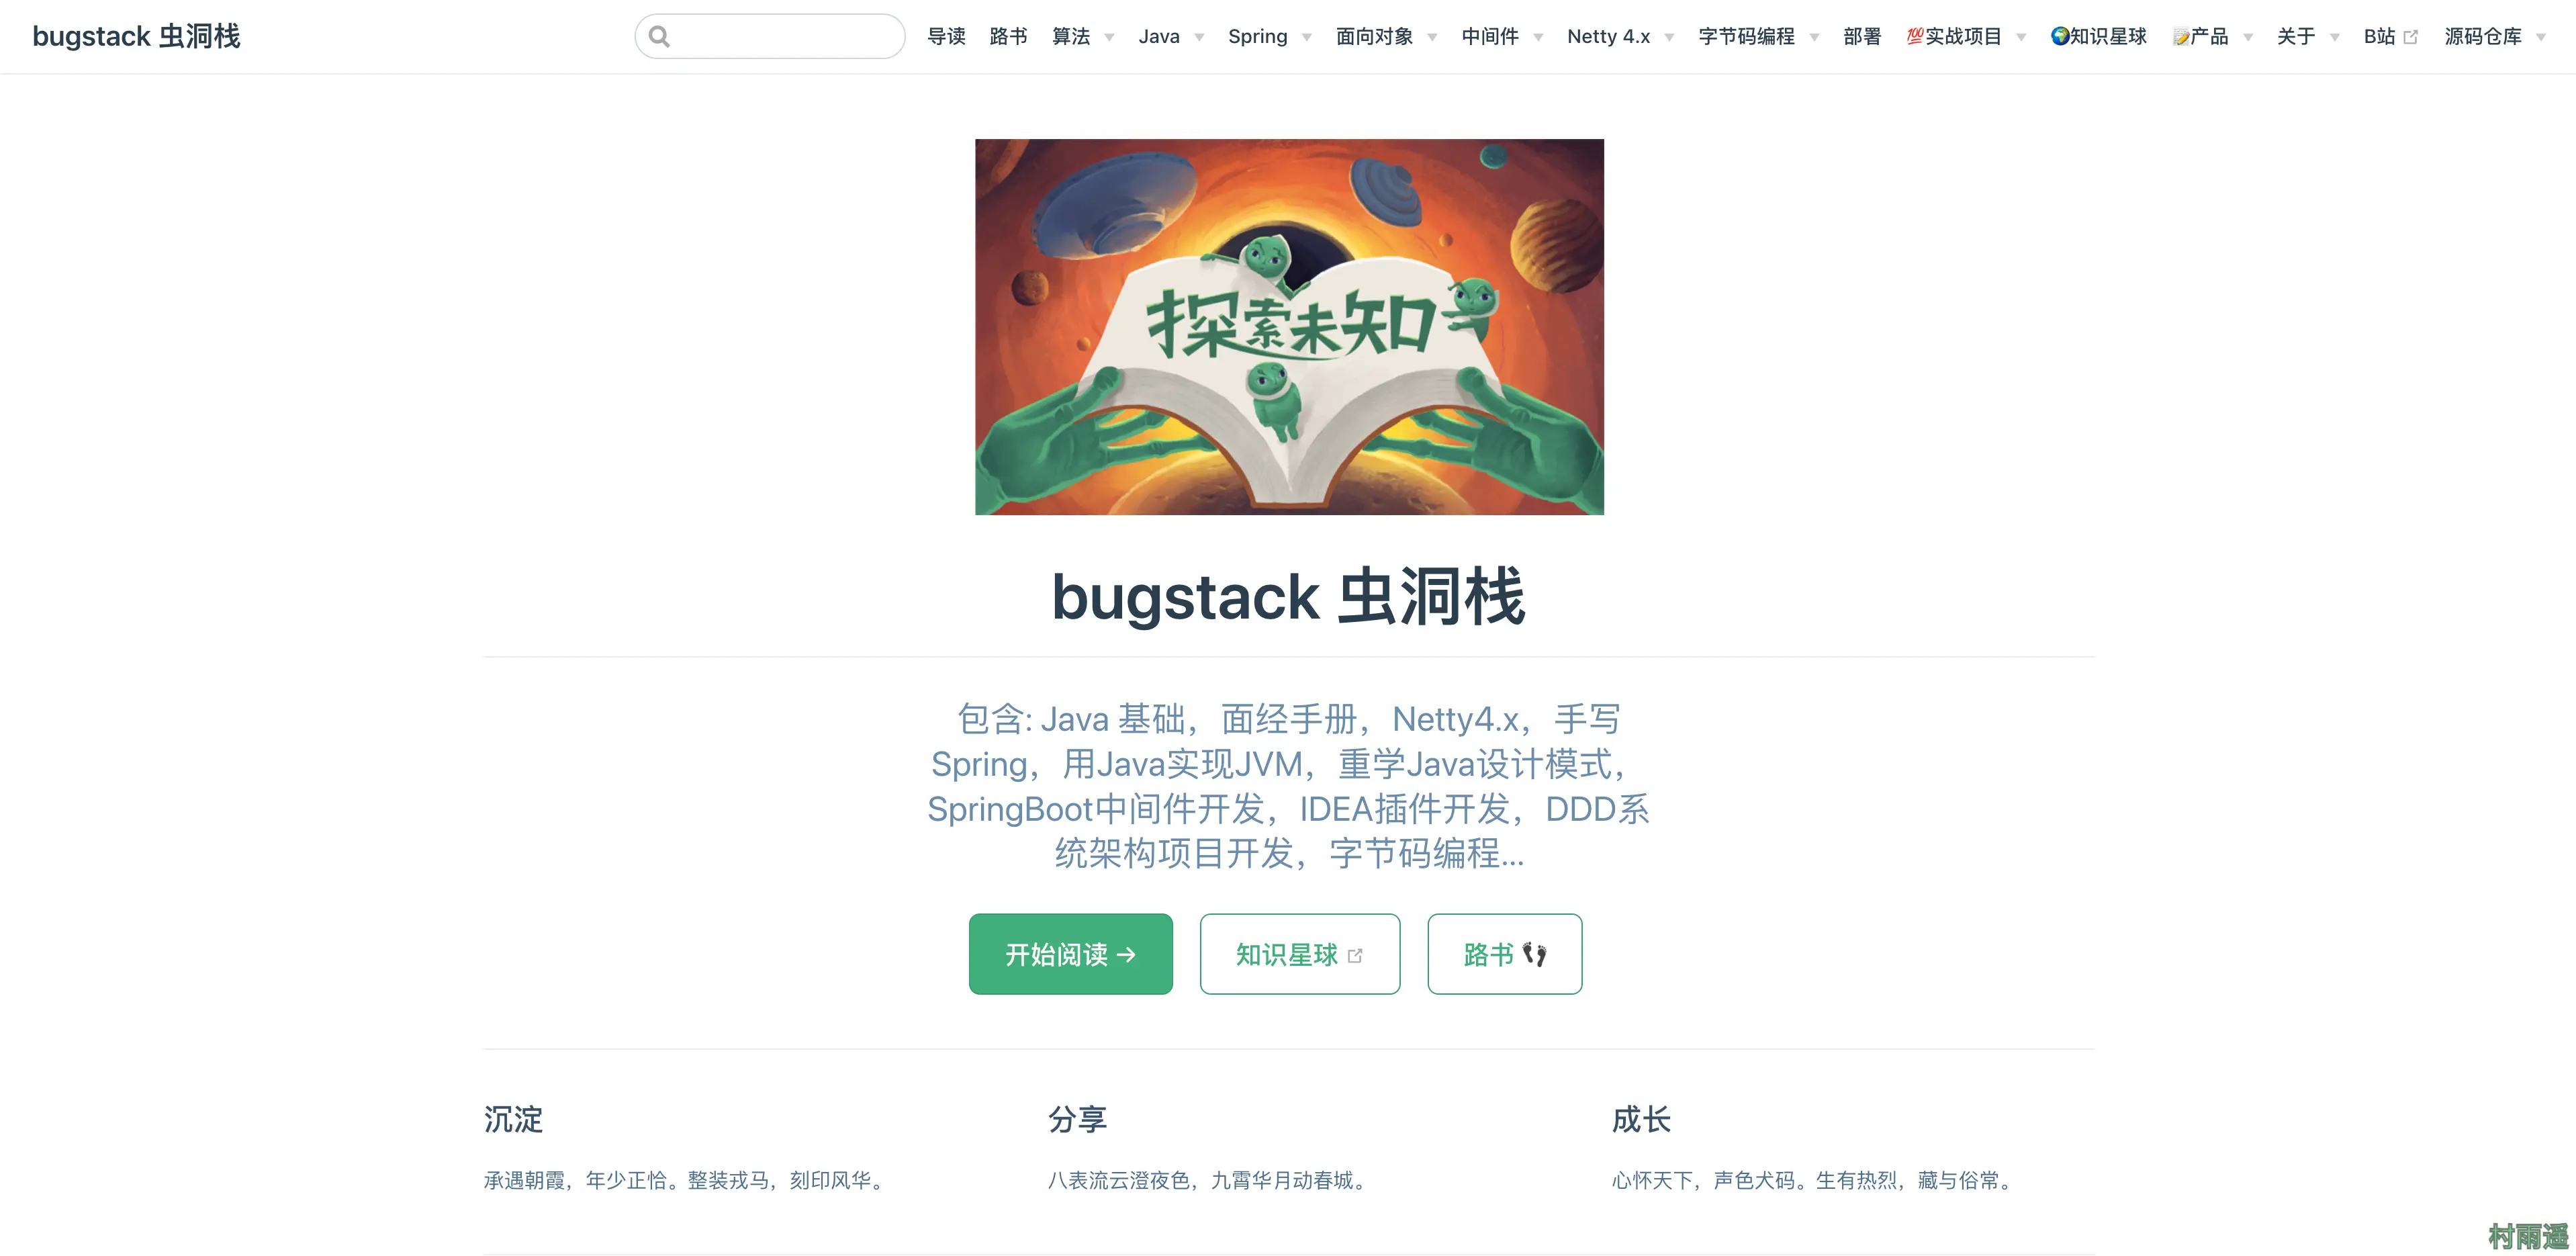 bugstack 虫洞栈
导读 路书 算法 Java Spring 面向对象 中间件 Netty 4.x 字节码编程 部署 💯实战项目 🌍知识星球 📝产品 关于 B站 源码仓库
探索未知
bugstack 虫洞栈
包含: Java 基础，面经手册，Netty4.x，手写
Spring，用Java实现JVM，重学Java设计模式，
SpringBoot中间件开发，IDEA插件开发，DDD系
统架构项目开发，字节码编程...
开始阅读 →
知识星球
路书 👣
沉淀
承遇朝霞，年少正恰。整装戎马，刻印风华。
分享
八表流云澄夜色，九霄华月动春城。
成长
心怀天下，声色犬码。生有热烈，藏与俗常。
村雨遥